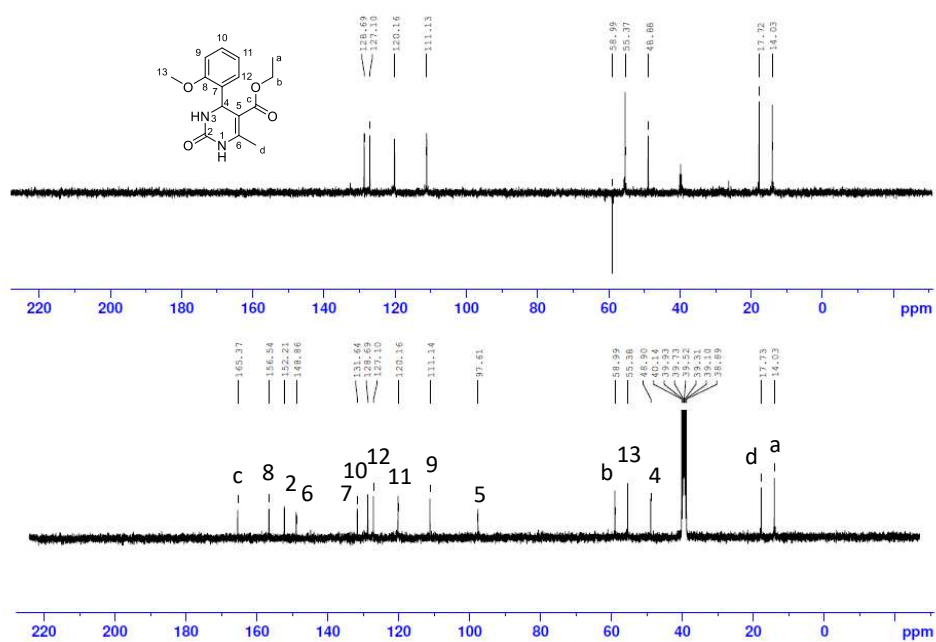 128.69 127.10 120.16 111.13 58.99 55.37 48.88 17.72 14.03
10
9 11 a
13 12 b
O 8 7 O
4 c
HN 3 5 O
2 1 6
O N d
H
220 200 180 160 140 120 100 80 60 40 20 0 ppm
165.37 156.54 152.21 148.86 131.64 128.69 127.10 120.16 111.14 97.61 58.99 55.38 48.90 40.14 39.93 39.73 39.52 39.31 39.10 38.89 17.73 14.03
c 8 2 6 7 10 12 11 9 5 b 13 4 d a
220 200 180 160 140 120 100 80 60 40 20 0 ppm